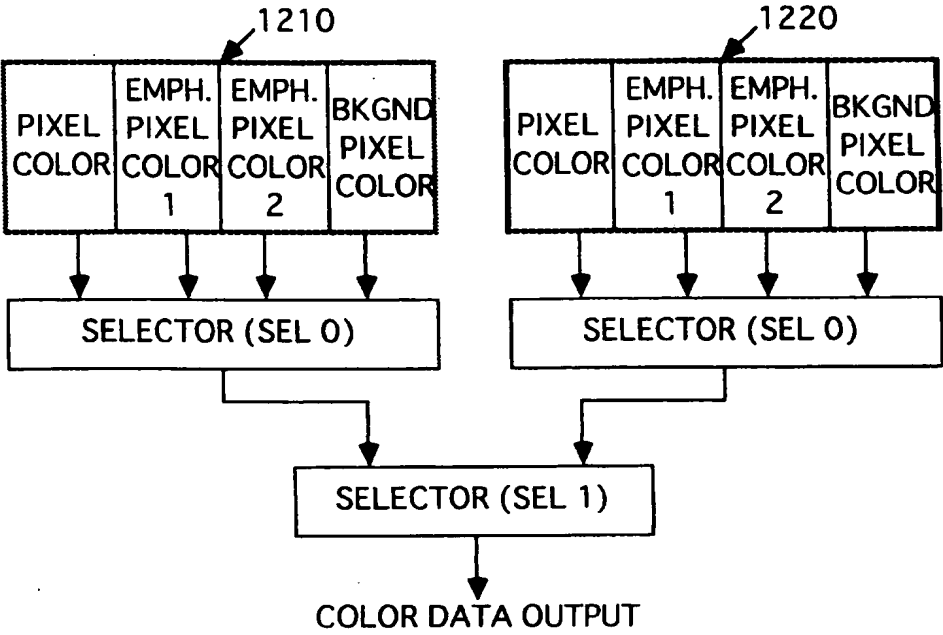 1210
1220
PIXEL
COLOR
EMPH.
PIXEL
COLOR
1
EMPH.
PIXEL
COLOR
2
BKGND
PIXEL
COLOR
PIXEL
COLOR
EMPH.
PIXEL
COLOR
1
EMPH.
PIXEL
COLOR
2
BKGND
PIXEL
COLOR
SELECTOR (SEL 0)
SELECTOR (SEL 0)
SELECTOR (SEL 1)
COLOR DATA OUTPUT